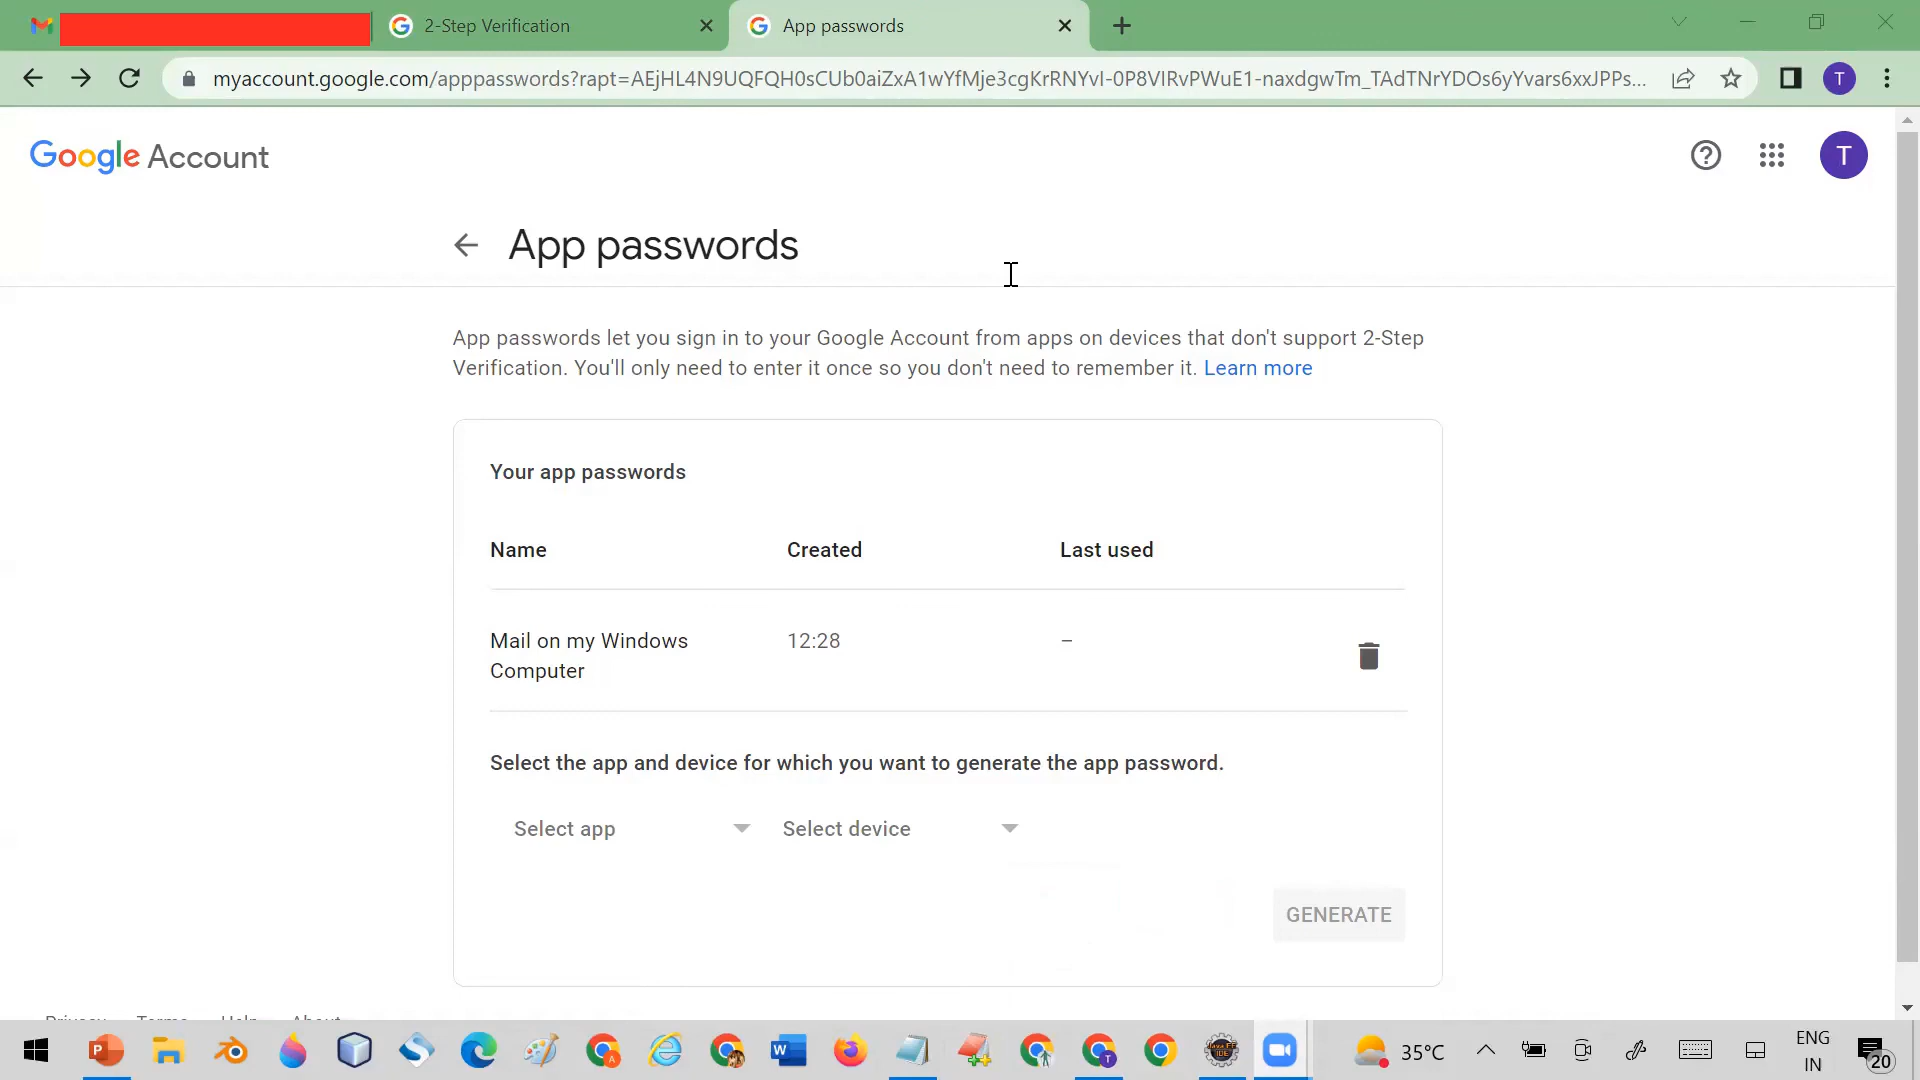 2-Step Verification
App passwords
myaccount.google.com/apppasswords?rapt=AEjHL4N9UQFQH0sCUb0aiZxA1wYfMje3cgKrRNYvI-0P8VIRvPWuE1-naxdgwTm_TAdTNrYDOs6yYvars6xxJPPs...
T
Google Account
T
App passwords
App passwords let you sign in to your Google Account from apps on devices that don't support 2-Step
Verification. You'll only need to enter it once so you don't need to remember it. Learn more
Your app passwords
Name Created Last used
Mail on my Windows 12:28 –
Computer
Select the app and device for which you want to generate the app password.
Select app Select device
GENERATE
Privacy Terms Help About
35°C
ENG
IN
20